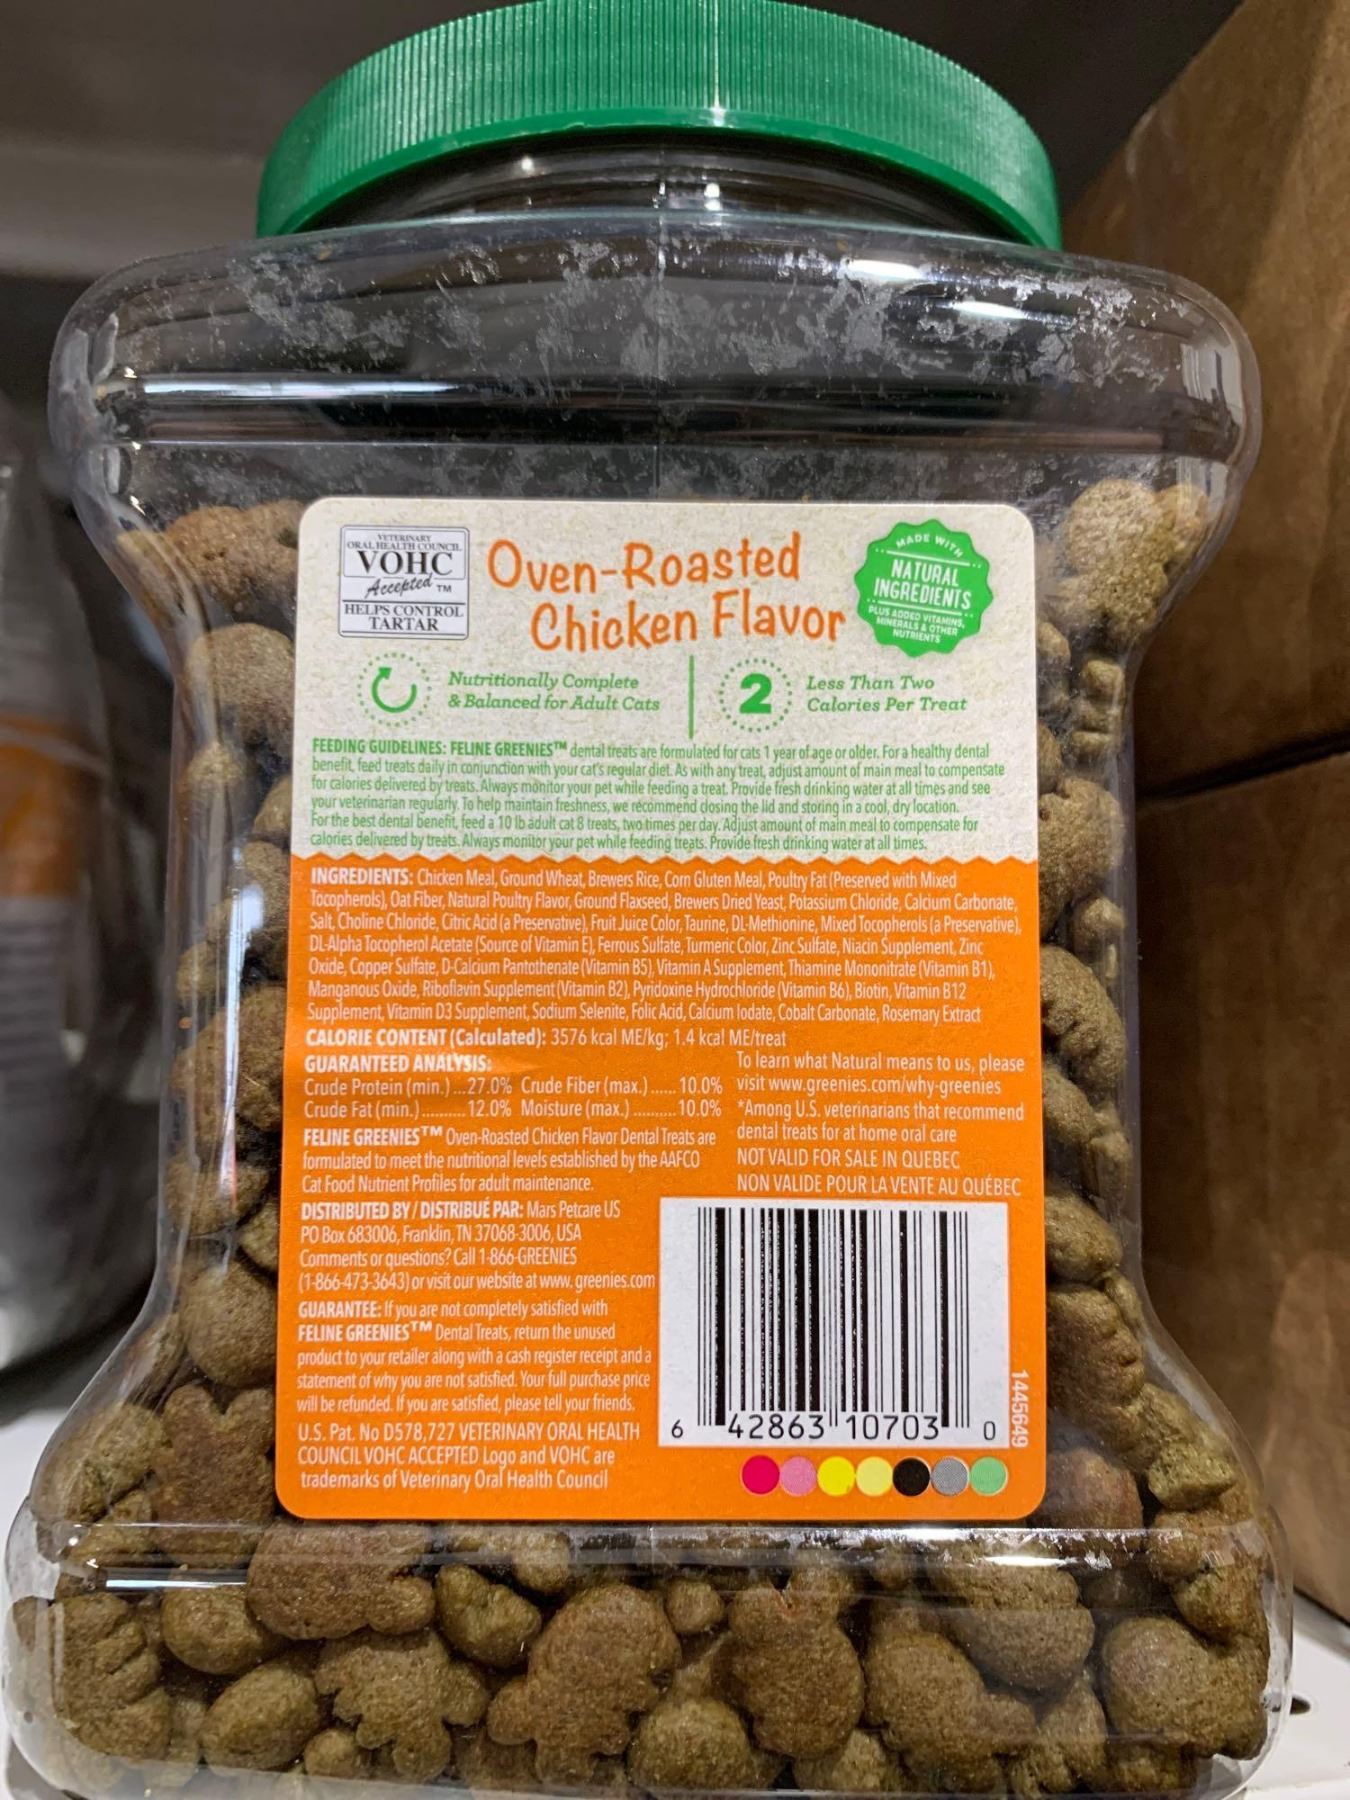 VETERINARY
ORAL HEALTH COUNCIL
VOHC
Accepted TM
HELPS CONTROL
TARTAR
Oven-Roasted
Chicken Flavor
MADE WITH
NATURAL
INGREDIENTS
PLUS ADDED VITAMINS,
MINERALS & OTHER
NUTRIENTS
Nutritionally Complete
& Balanced for Adult Cats
2
Less Than Two
Calories Per Treat
FEEDING GUIDELINES: FELINE GREENIES™ dental treats are formulated for cats 1 year of age or older. For a healthy dental
benefit, feed treats daily in conjunction with your cat's regular diet. As with any treat, adjust amount of main meal to compensate
for calories delivered by treats. Always monitor your pet while feeding a treat. Provide fresh drinking water at all times and see
your veterinarian regularly. To help maintain freshness, we recommend closing the lid and storing in a cool, dry location.
For the best dental benefit, feed a 10 lb adult cat 8 treats, two times per day. Adjust amount of main meal to compensate for
calories delivered by treats. Always monitor your pet while feeding treats. Provide fresh drinking water at all times.
INGREDIENTS: Chicken Meal, Ground Wheat, Brewers Rice, Corn Gluten Meal, Poultry Fat (Preserved with Mixed
Tocopherols), Oat Fiber, Natural Poultry Flavor, Ground Flaxseed, Brewers Dried Yeast, Potassium Chloride, Calcium Carbonate,
Salt, Choline Chloride, Citric Acid (a Preservative), Fruit Juice Color, Taurine, DL-Methionine, Mixed Tocopherols (a Preservative),
DL-Alpha Tocopherol Acetate (Source of Vitamin E), Ferrous Sulfate, Turmeric Color, Zinc Sulfate, Niacin Supplement, Zinc
Oxide, Copper Sulfate, D-Calcium Pantothenate (Vitamin B5), Vitamin A Supplement, Thiamine Mononitrate (Vitamin B1),
Manganous Oxide, Riboflavin Supplement (Vitamin B2), Pyridoxine Hydrochloride (Vitamin B6), Biotin, Vitamin B12
Supplement, Vitamin D3 Supplement, Sodium Selenite, Folic Acid, Calcium Iodate, Cobalt Carbonate, Rosemary Extract
CALORIE CONTENT (Calculated): 3576 kcal ME/kg; 1.4 kcal ME/treat
GUARANTEED ANALYSIS:
Crude Protein (min.)...27.0% Crude Fiber (max.)......10.0%
Crude Fat (min.)..........12.0% Moisture (max.)..........10.0%
FELINE GREENIES™ Oven-Roasted Chicken Flavor Dental Treats are
formulated to meet the nutritional levels established by the AAFCO
Cat Food Nutrient Profiles for adult maintenance.
To learn what Natural means to us, please
visit www.greenies.com/why-greenies
*Among U.S. veterinarians that recommend
dental treats for at home oral care
NOT VALID FOR SALE IN QUEBEC
NON VALIDE POUR LA VENTE AU QUÉBEC
DISTRIBUTED BY / DISTRIBUÉ PAR: Mars Petcare US
PO Box 683006, Franklin, TN 37068-3006, USA
Comments or questions? Call 1-866-GREENIES
(1-866-473-3643) or visit our website at www. greenies.com
GUARANTEE: If you are not completely satisfied with
FELINE GREENIES™ Dental Treats, return the unused
product to your retailer along with a cash register receipt and a
statement of why you are not satisfied. Your full purchase price
will be refunded. If you are satisfied, please tell your friends.
U.S. Pat. No D578,727 VETERINARY ORAL HEALTH
COUNCIL VOHC ACCEPTED Logo and VOHC are
trademarks of Veterinary Oral Health Council
6 42863 10703 0
1445649